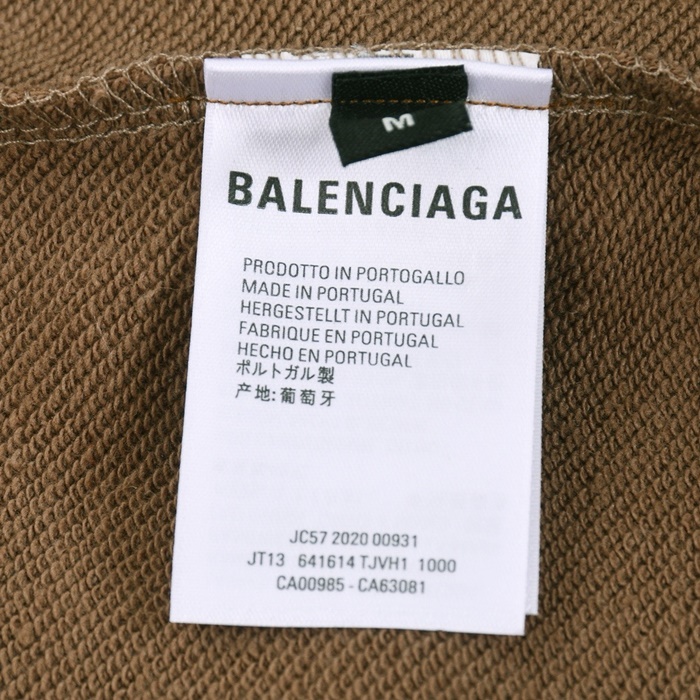 M
BALENCIAGA
PRODOTTO IN PORTOGALLO
MADE IN PORTUGAL
HERGESTELLT IN PORTUGAL
FABRIQUE EN PORTUGAL
HECHO EN PORTUGAL
ポルトガル製
产地:葡萄牙
JC57 2020 00931
JT13 641614 TJVH1 1000
CA00985 - CA63081